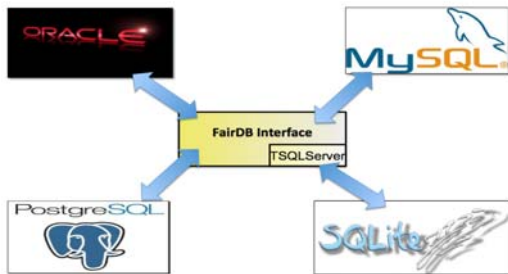 ORACLE
MySQL®
FairDB Interface
TSQLServer
PostgreSQL
SQLite